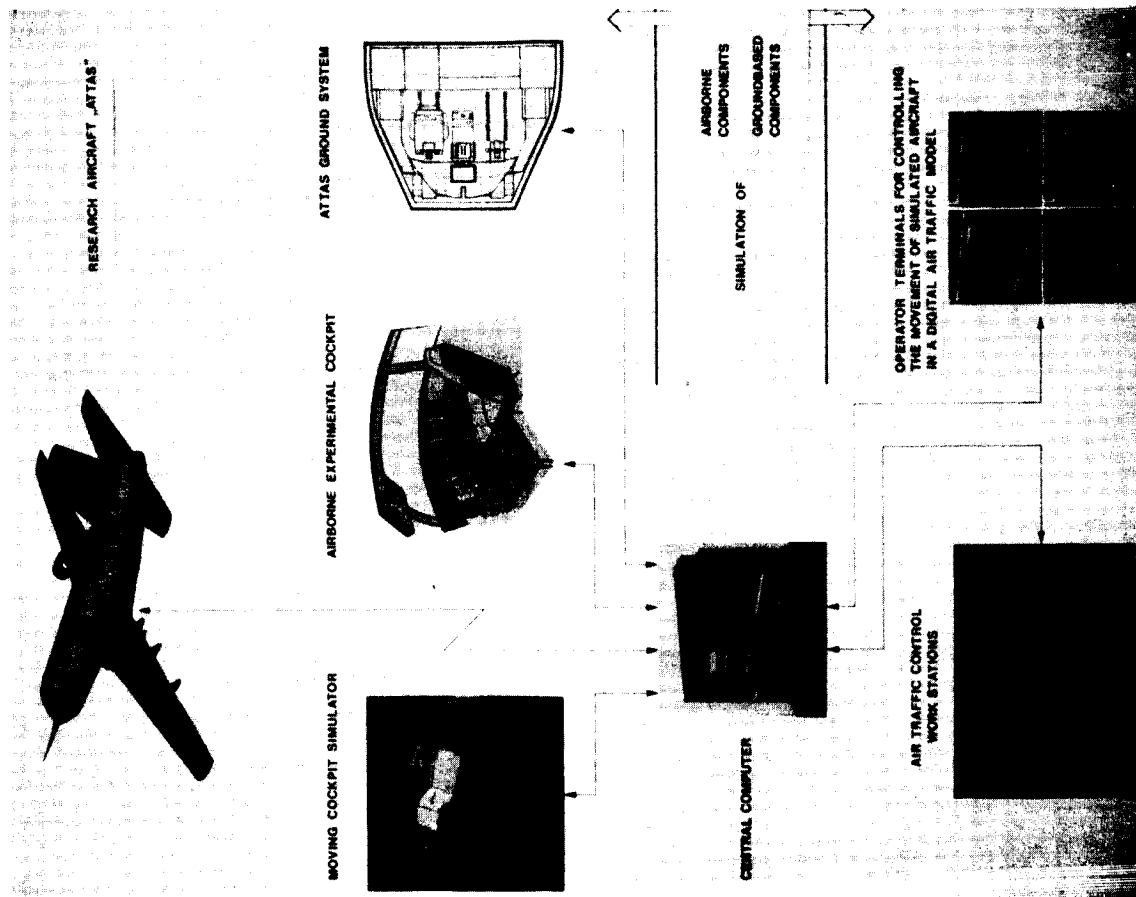 RESEARCH AIRCRAFT „ATTAS"
MOVING COCKPIT SIMULATOR
AIRBORNE EXPERIMENTAL COCKPIT
ATTAS GROUND SYSTEM
AIRBORNE
COMPONENTS
SIMULATION OF
GROUNDBASED
COMPONENTS
CENTRAL COMPUTER
AIR TRAFFIC CONTROL
WORK STATIONS
OPERATOR TERMINALS FOR CONTROLLING
THE MOVEMENT OF SIMULATED AIRCRAFT
IN A DIGITAL AIR TRAFFIC MODEL